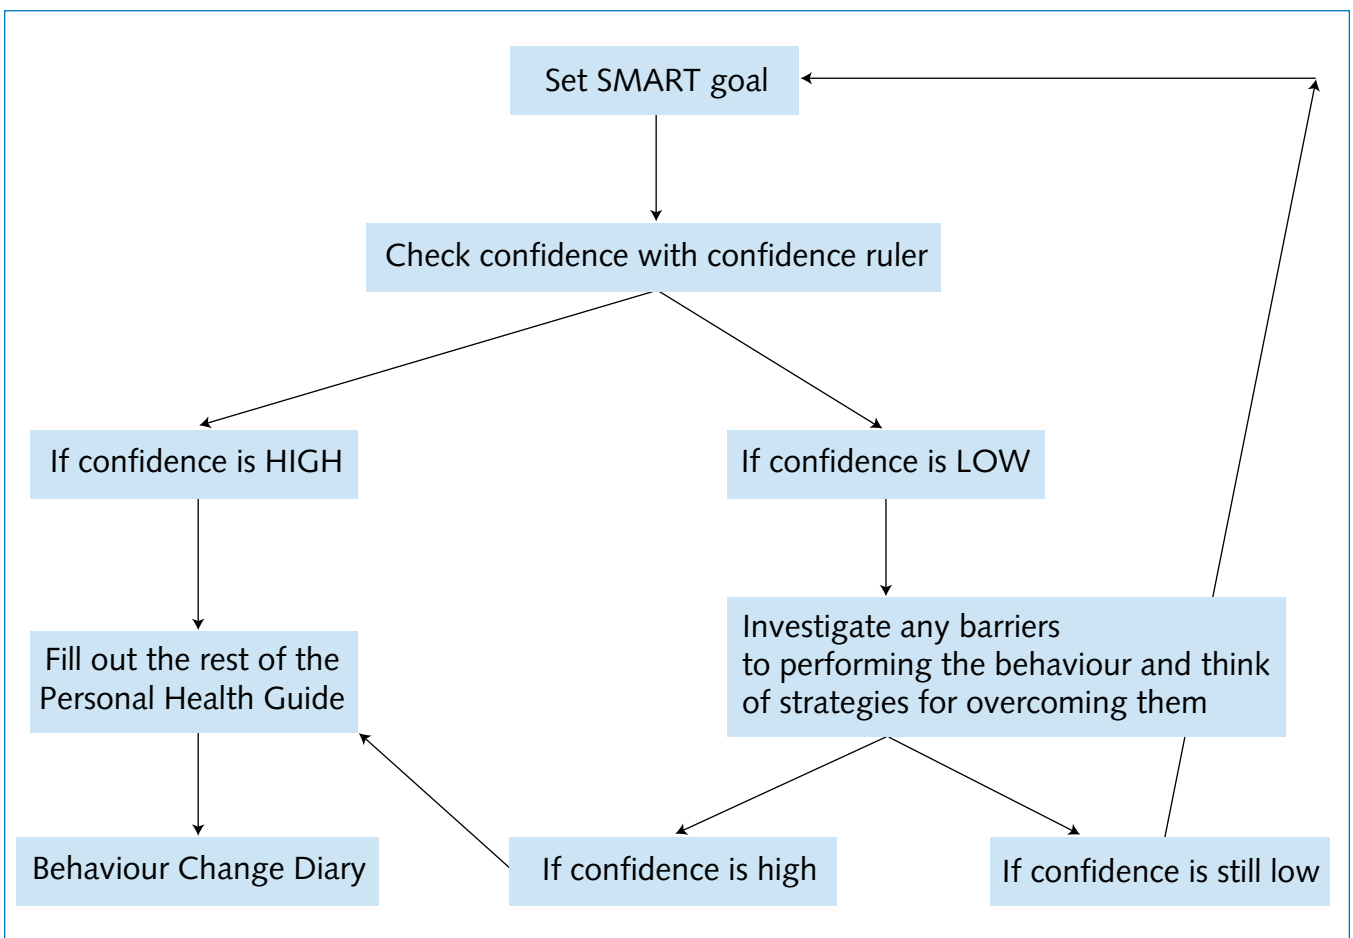 Set SMART goal
Check confidence with confidence ruler
If confidence is HIGH
If confidence is LOW
Fill out the rest of the
Personal Health Guide
Investigate any barriers
to performing the behaviour and think
of strategies for overcoming them
Behaviour Change Diary
If confidence is high
If confidence is still low